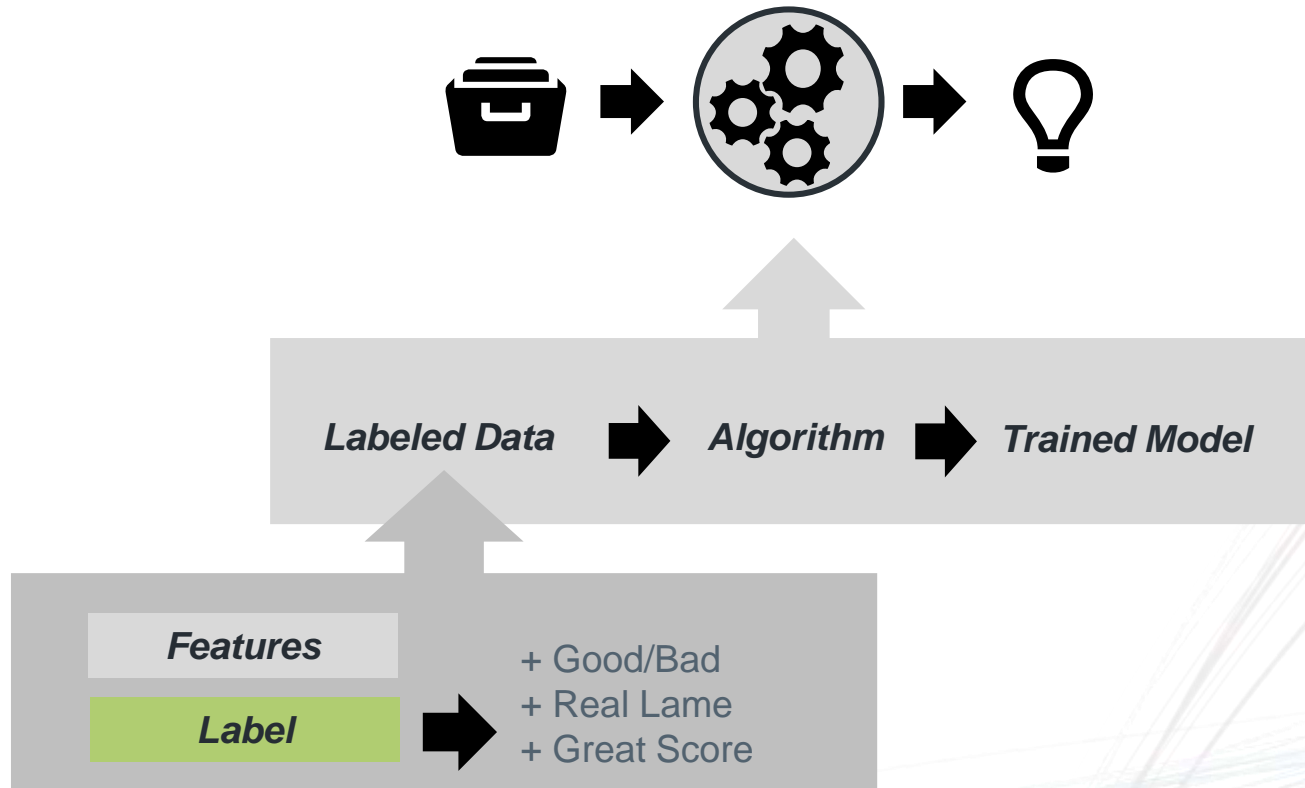 Labeled Data
Algorithm
Trained Model
Features
Label
+ Good/Bad
+ Real Lame
+ Great Score